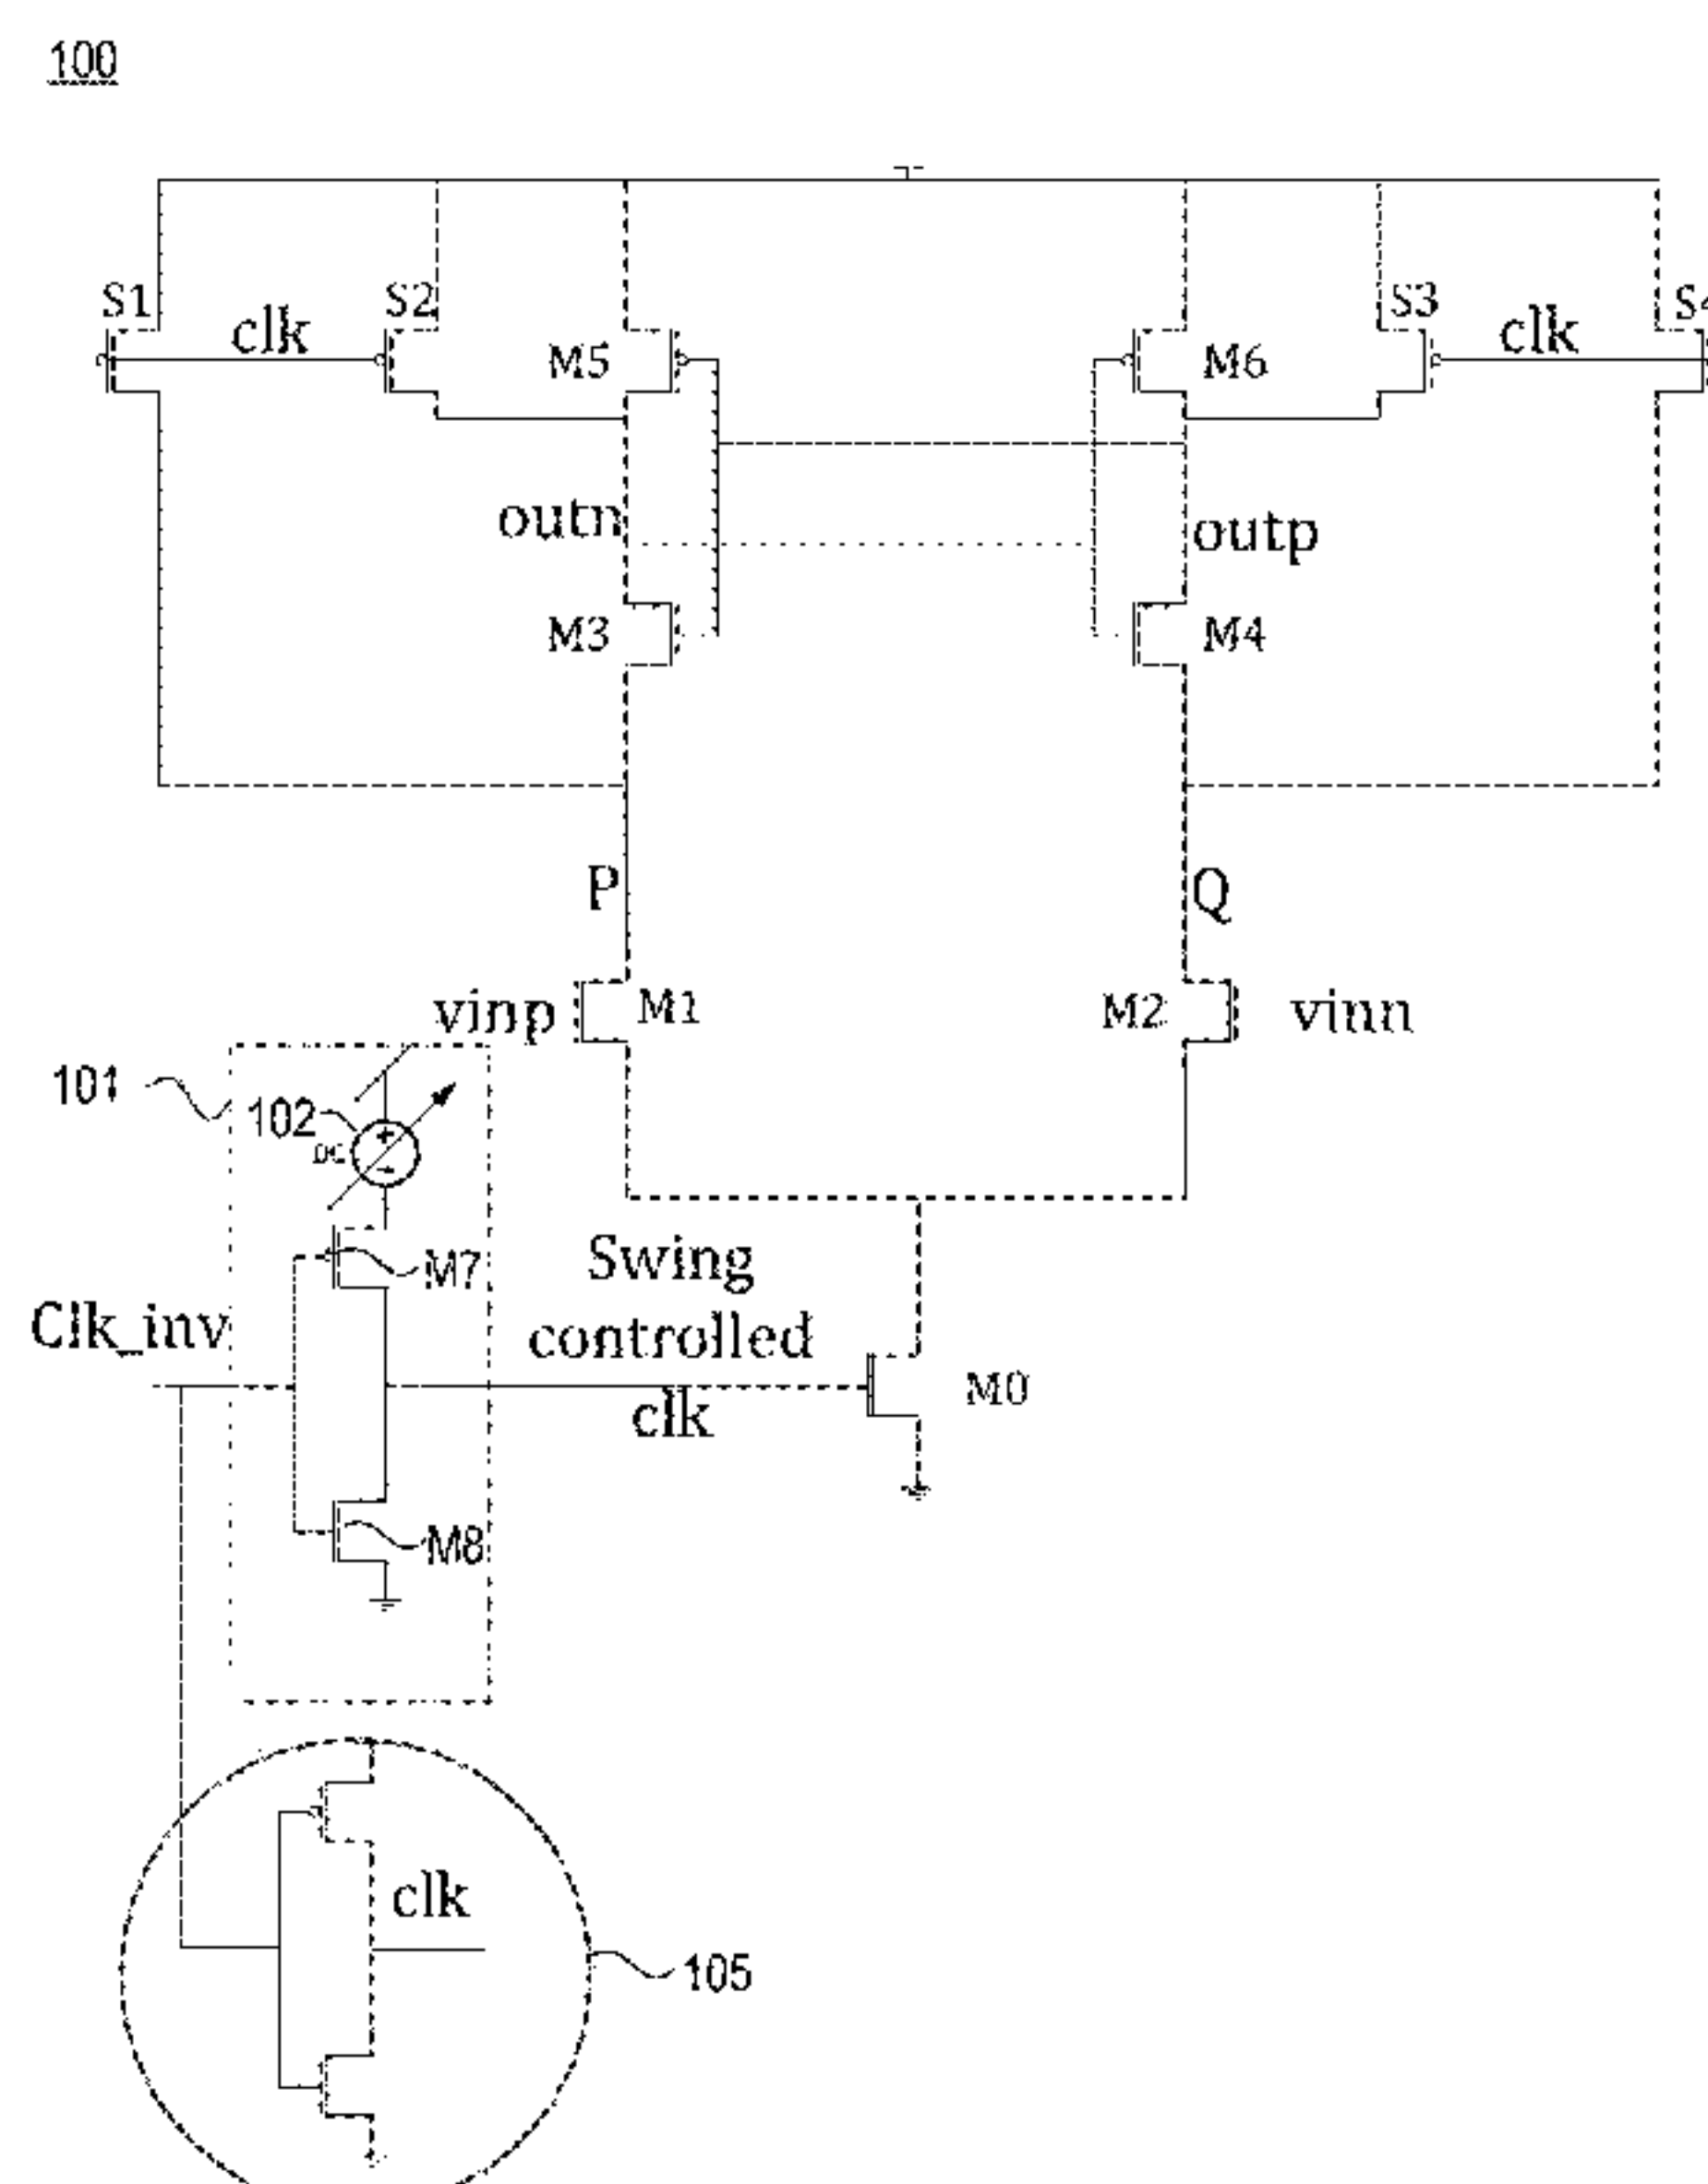 100
S1
clk
S2
M5
M6
S3
clk
S4
outn
outp
M3
M4
P
Q
vinp
M1
M2
vinn
101
102
DC
+
-
M7
Swing
controlled
clk
Clk_inv
M0
M8
clk
105